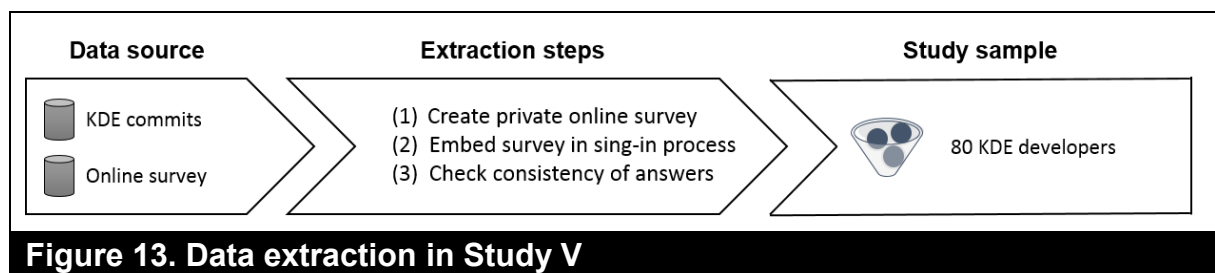 Data source
Extraction steps
Study sample
KDE commits
Online survey
(1) Create private online survey
(2) Embed survey in sing-in process
(3) Check consistency of answers
80 KDE developers
Figure 13. Data extraction in Study V